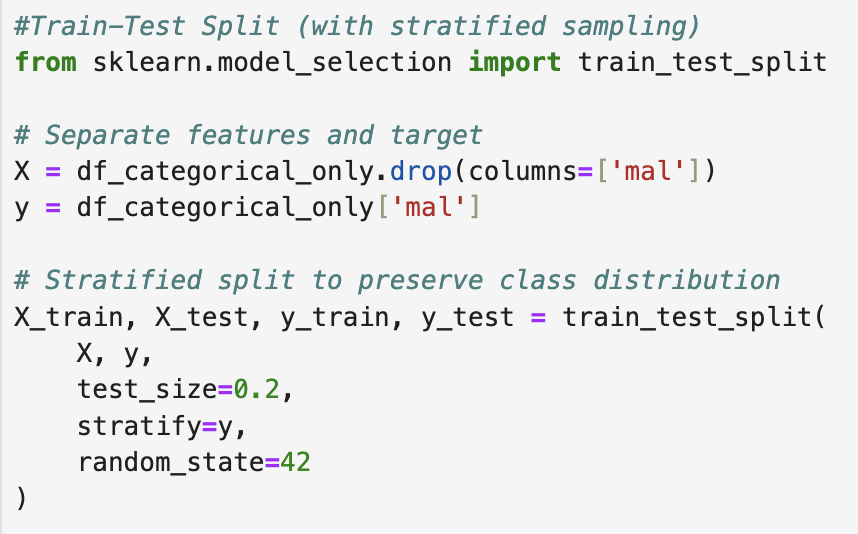 #Train-Test Split (with stratified sampling)
from sklearn.model_selection import train_test_split

# Separate features and target
X = df_categorical_only.drop(columns=['mal'])
y = df_categorical_only['mal']

# Stratified split to preserve class distribution
X_train, X_test, y_train, y_test = train_test_split(
    X, y,
    test_size=0.2,
    stratify=y,
    random_state=42
)